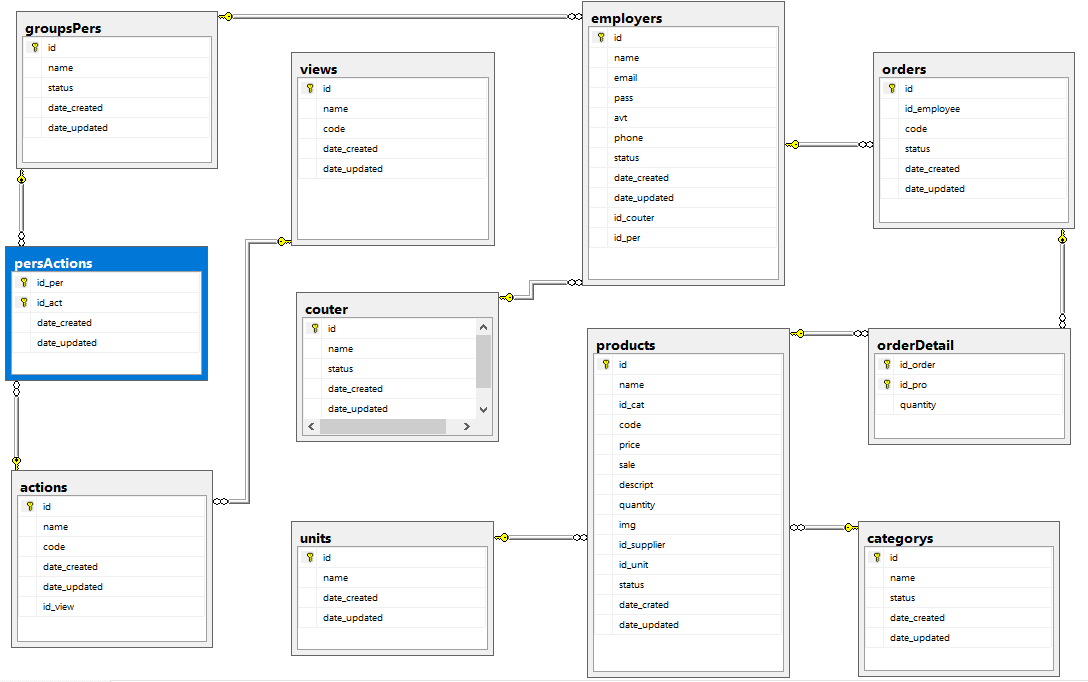 groupsPers
id
name
status
date_created
date_updated
views
id
name
code
date_created
date_updated
employers
id
name
email
pass
avt
phone
status
date_created
date_updated
id_couter
id_per
orders
id
id_employee
code
status
date_created
date_updated
persActions
id_per
id_act
date_created
date_updated
couter
id
name
status
date_created
date_updated
products
id
name
id_cat
code
price
sale
descript
quantity
img
id_supplier
id_unit
status
date_crated
date_updated
orderDetail
id_order
id_pro
quantity
actions
id
name
code
date_created
date_updated
id_view
units
id
name
date_created
date_updated
categorys
id
name
status
date_created
date_updated